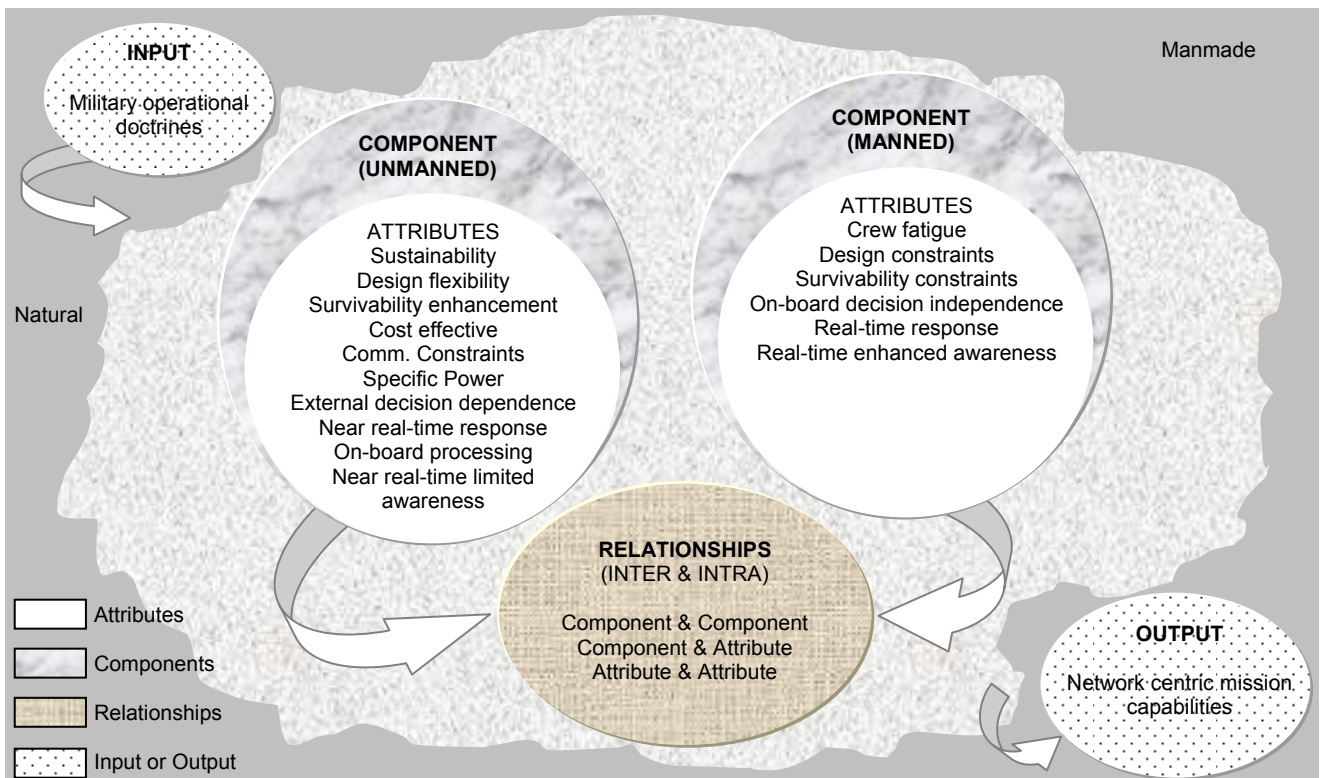 INPUT
Military operational
doctrines
Manmade
Natural
COMPONENT
(UNMANNED)
ATTRIBUTES
Sustainability
Design flexibility
Survivability enhancement
Cost effective
Comm. Constraints
Specific Power
External decision dependence
Near real-time response
On-board processing
Near real-time limited
awareness
COMPONENT
(MANNED)
ATTRIBUTES
Crew fatigue
Design constraints
Survivability constraints
On-board decision independence
Real-time response
Real-time enhanced awareness
RELATIONSHIPS
(INTER & INTRA)
Component & Component
Component & Attribute
Attribute & Attribute
Attributes
Components
Relationships
Input or Output
OUTPUT
Network centric mission
capabilities